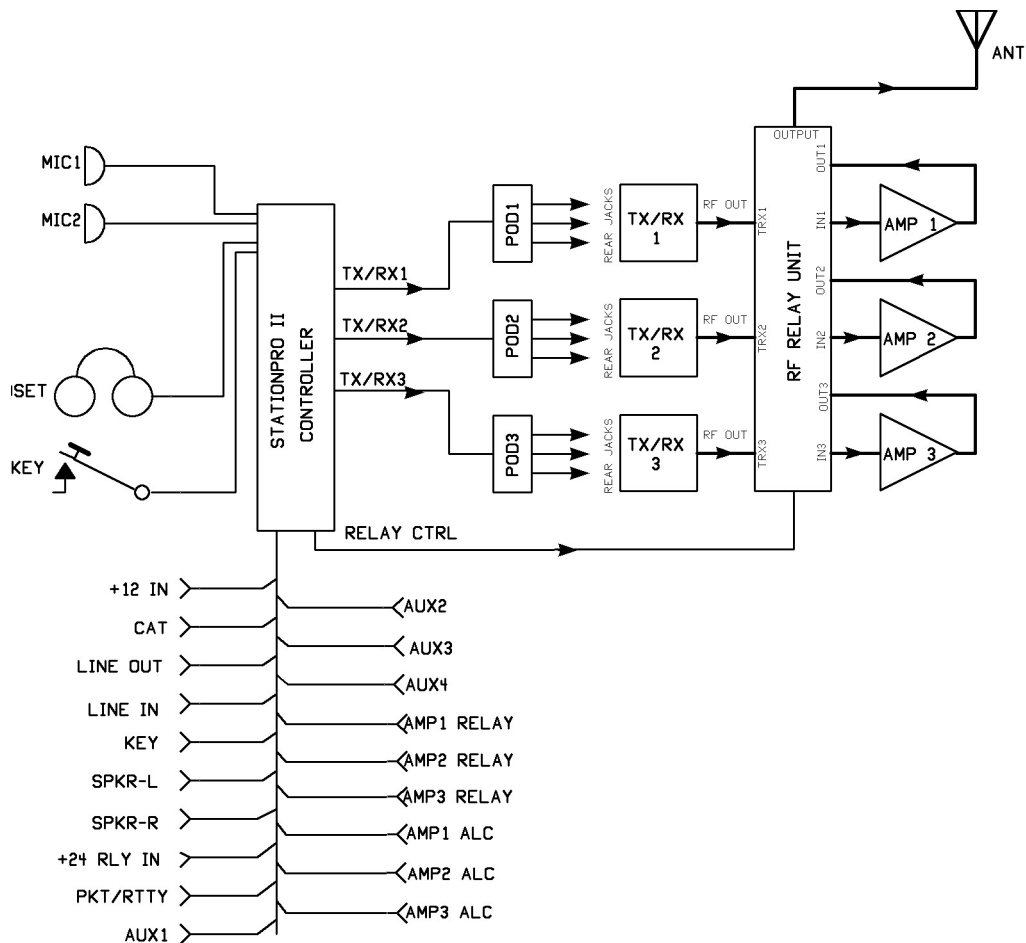 ANT
OUTPUT
MIC1
MIC2
KEY
STATIONPRO II
CONTROLLER
TX/RX1
TX/RX2
TX/RX3
POD1
REAR JACKS
TX/RX
1
RF OUT
TRX1
OUT1
IN1
AMP 1
POD2
REAR JACKS
TX/RX
2
RF OUT
TRX2
RF RELAY UNIT
OUT2
IN2
AMP 2
POD3
REAR JACKS
TX/RX
3
RF OUT
TRX3
OUT3
IN3
AMP 3
RELAY CTRL
+12 IN
CAT
LINE OUT
LINE IN
KEY
SPKR-L
SPKR-R
+24 RLY IN
PKT/RTTY
AUX1
AUX2
AUX3
AUX4
AMP1 RELAY
AMP2 RELAY
AMP3 RELAY
AMP1 ALC
AMP2 ALC
AMP3 ALC